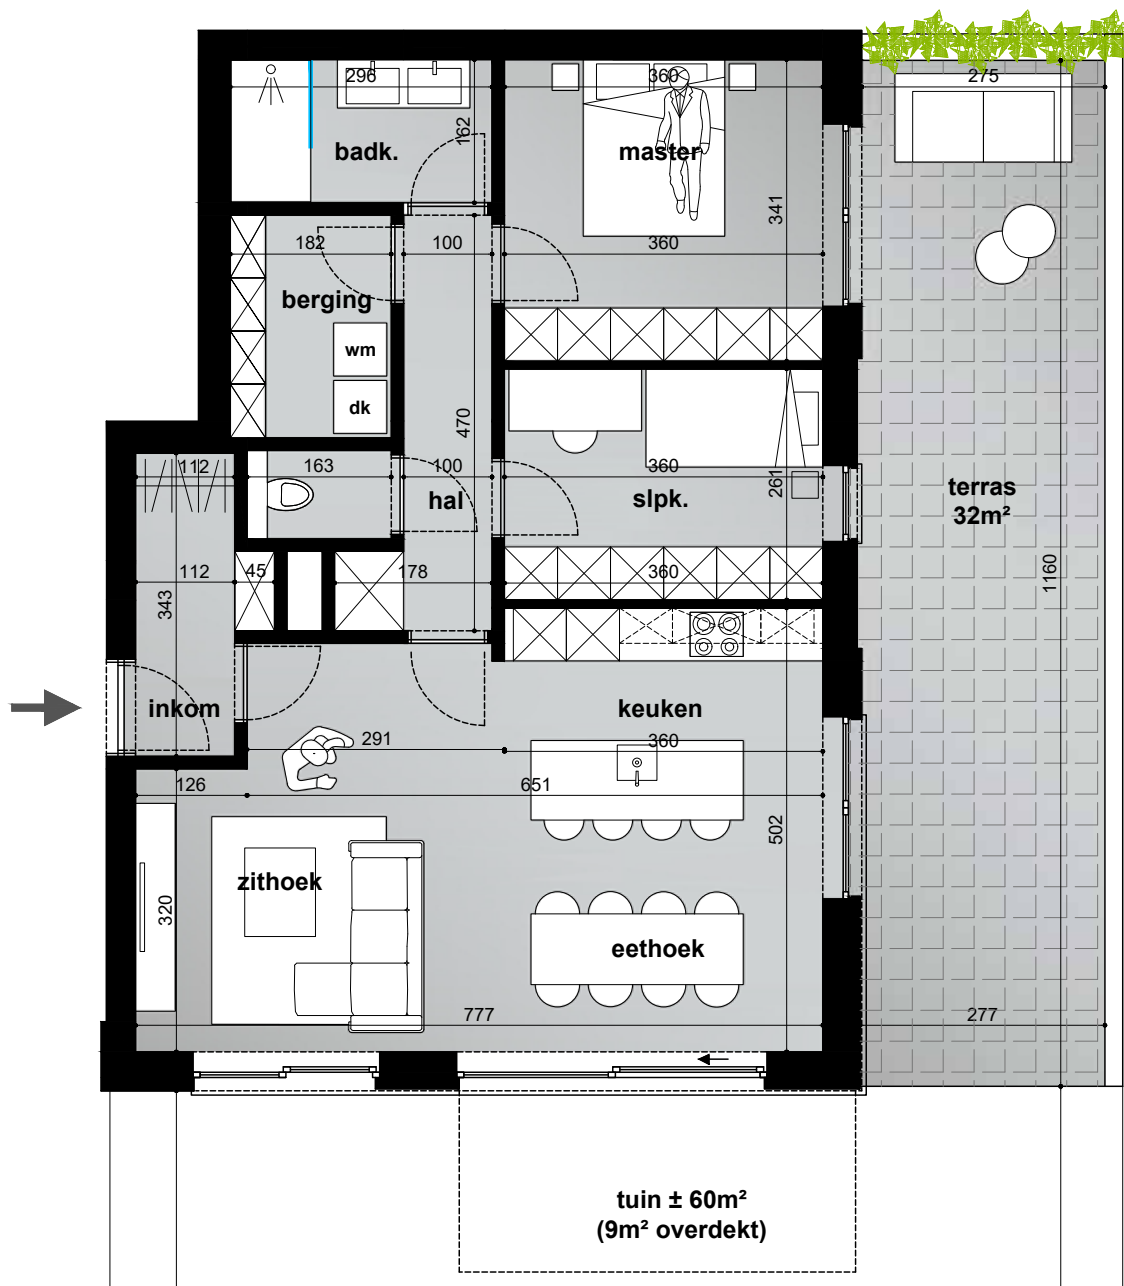 296
360
275
162
badk.
master
341
182
100
360
berging
wm
dk
470
112
163
100
360
261
hal
slpk.
terras
32m²
112
45
178
360
343
1160
inkom
keuken
291
360
126
651
502
zithoek
320
eethoek
777
277
tuin ± 60m²
(9m² overdekt)